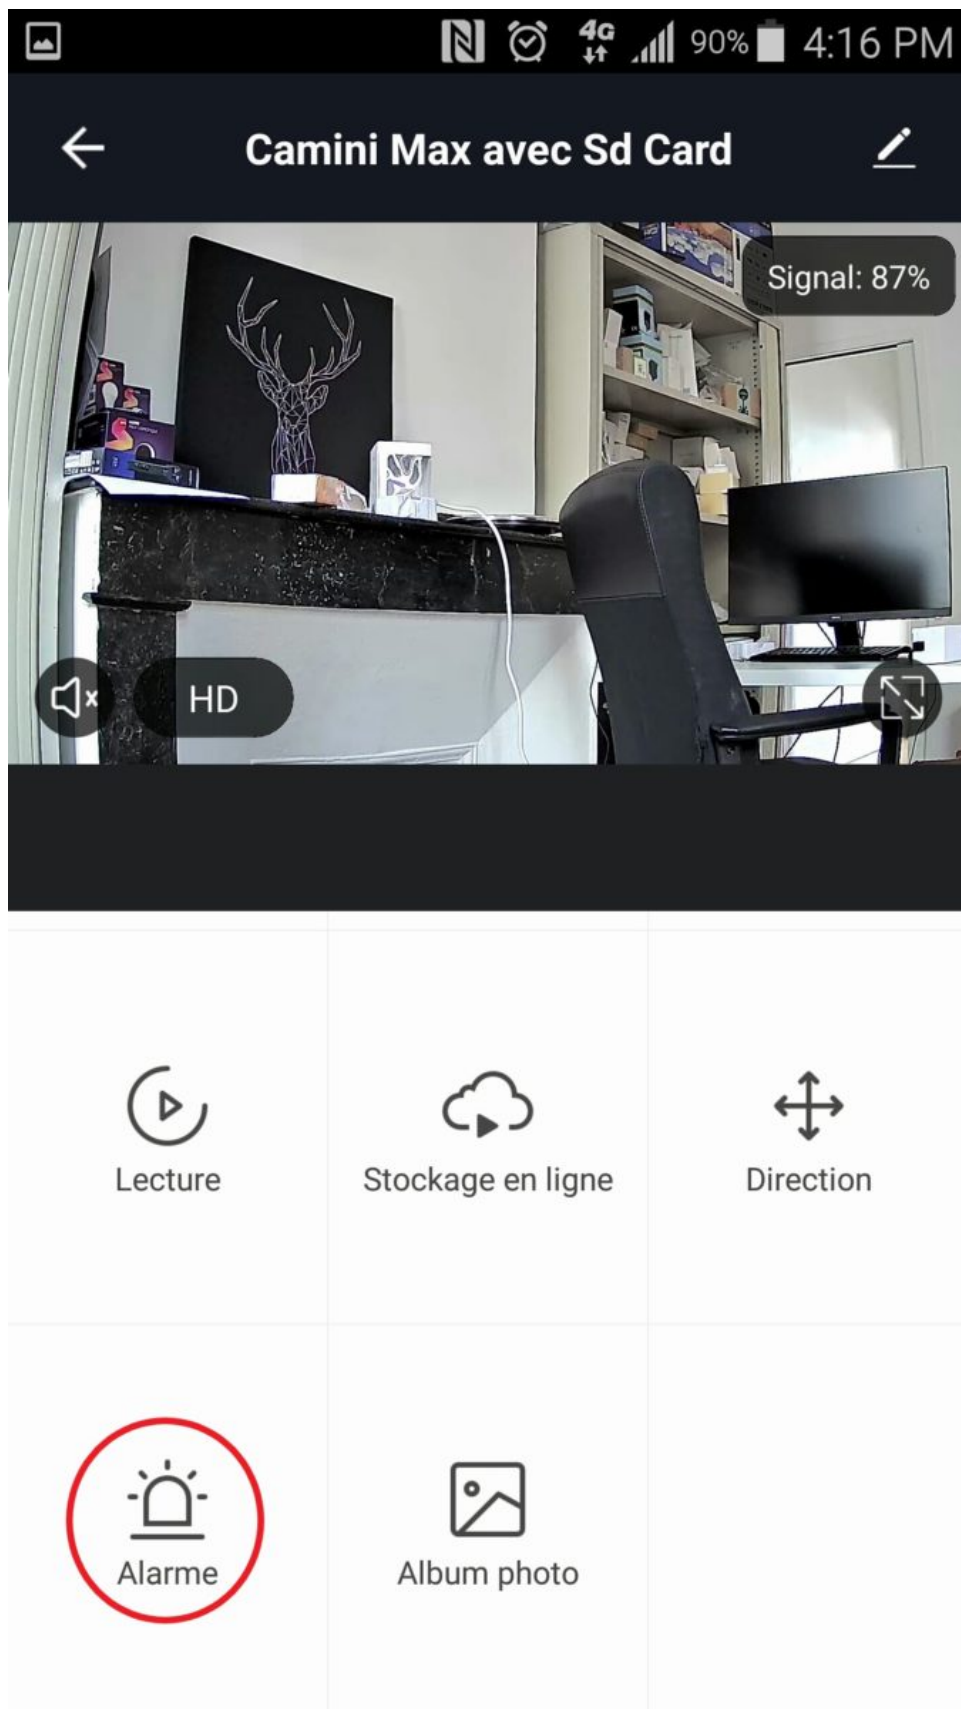 4G 90% 4:16 PM
Camini Max avec Sd Card
Signal: 87%
HD
Lecture
Stockage en ligne
Direction
Alarme
Album photo